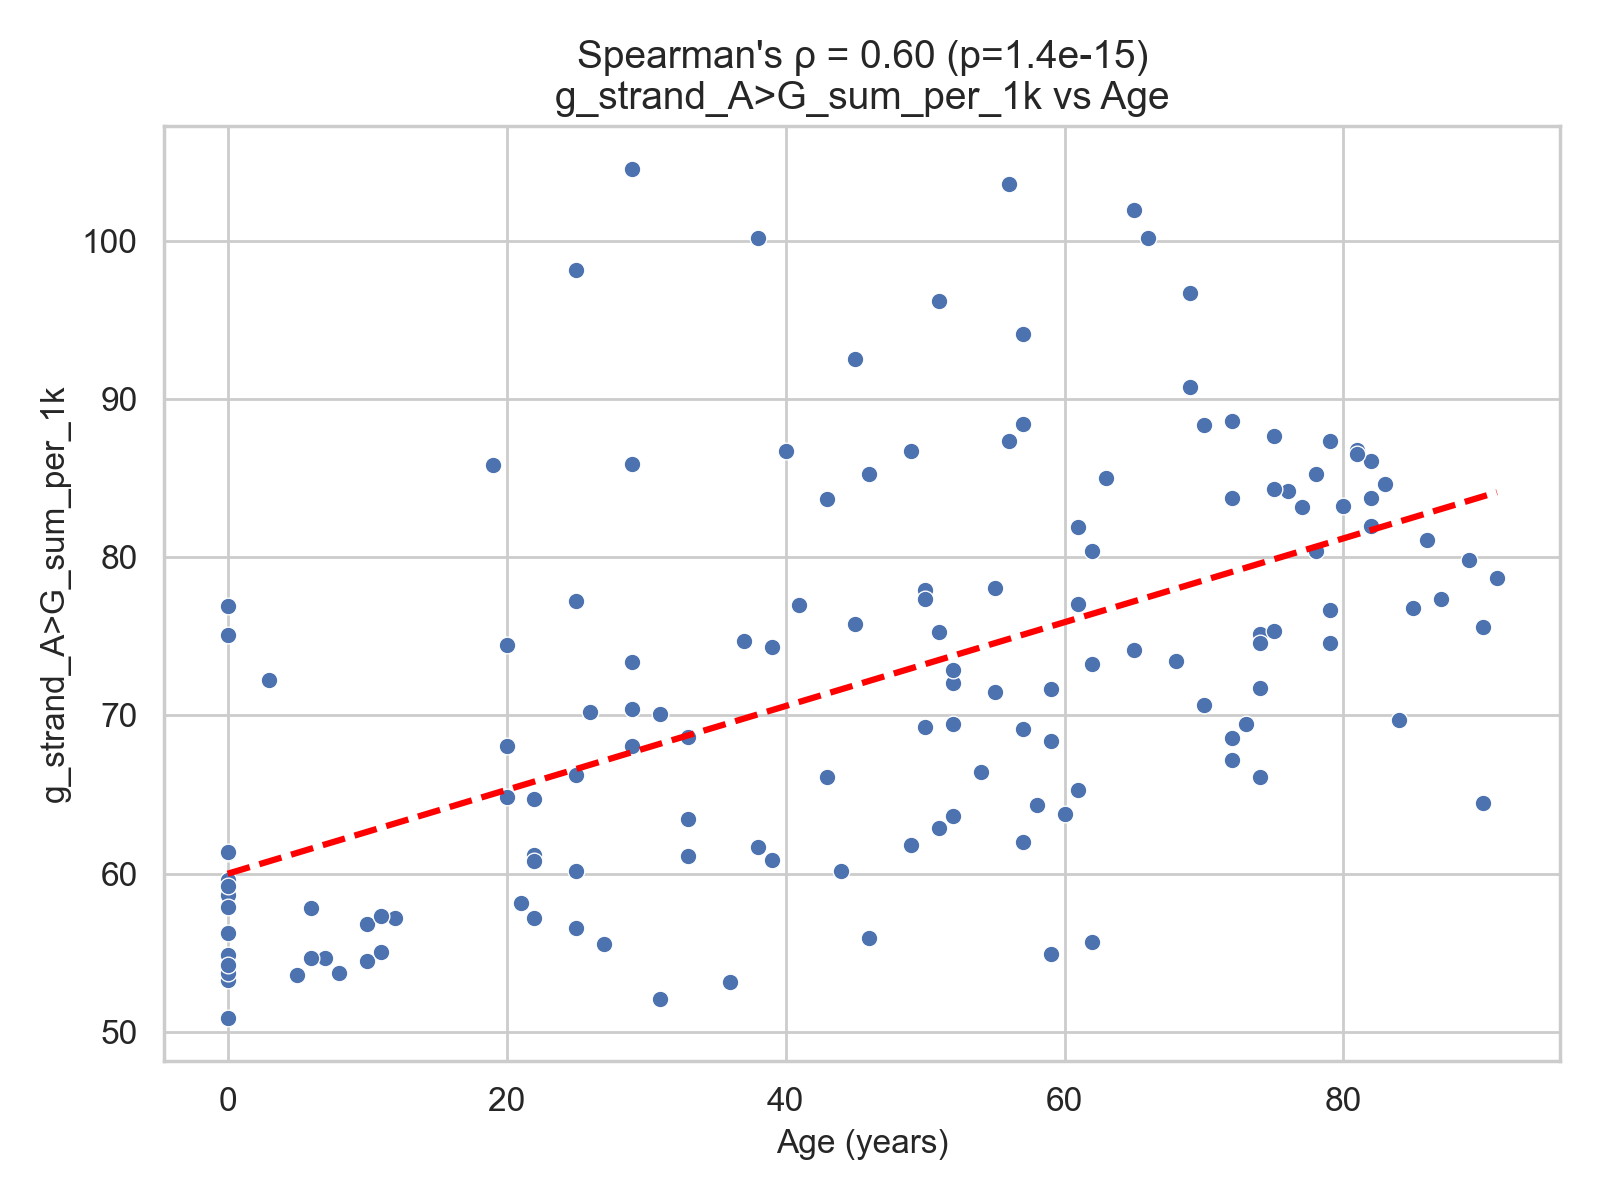 Spearman's ρ = 0.60 (p=1.4e-15)
g_strand_A>G_sum_per_1k vs Age
g_strand_A>G_sum_per_1k
100
90
80
70
60
50
0
20
40
60
80
Age (years)